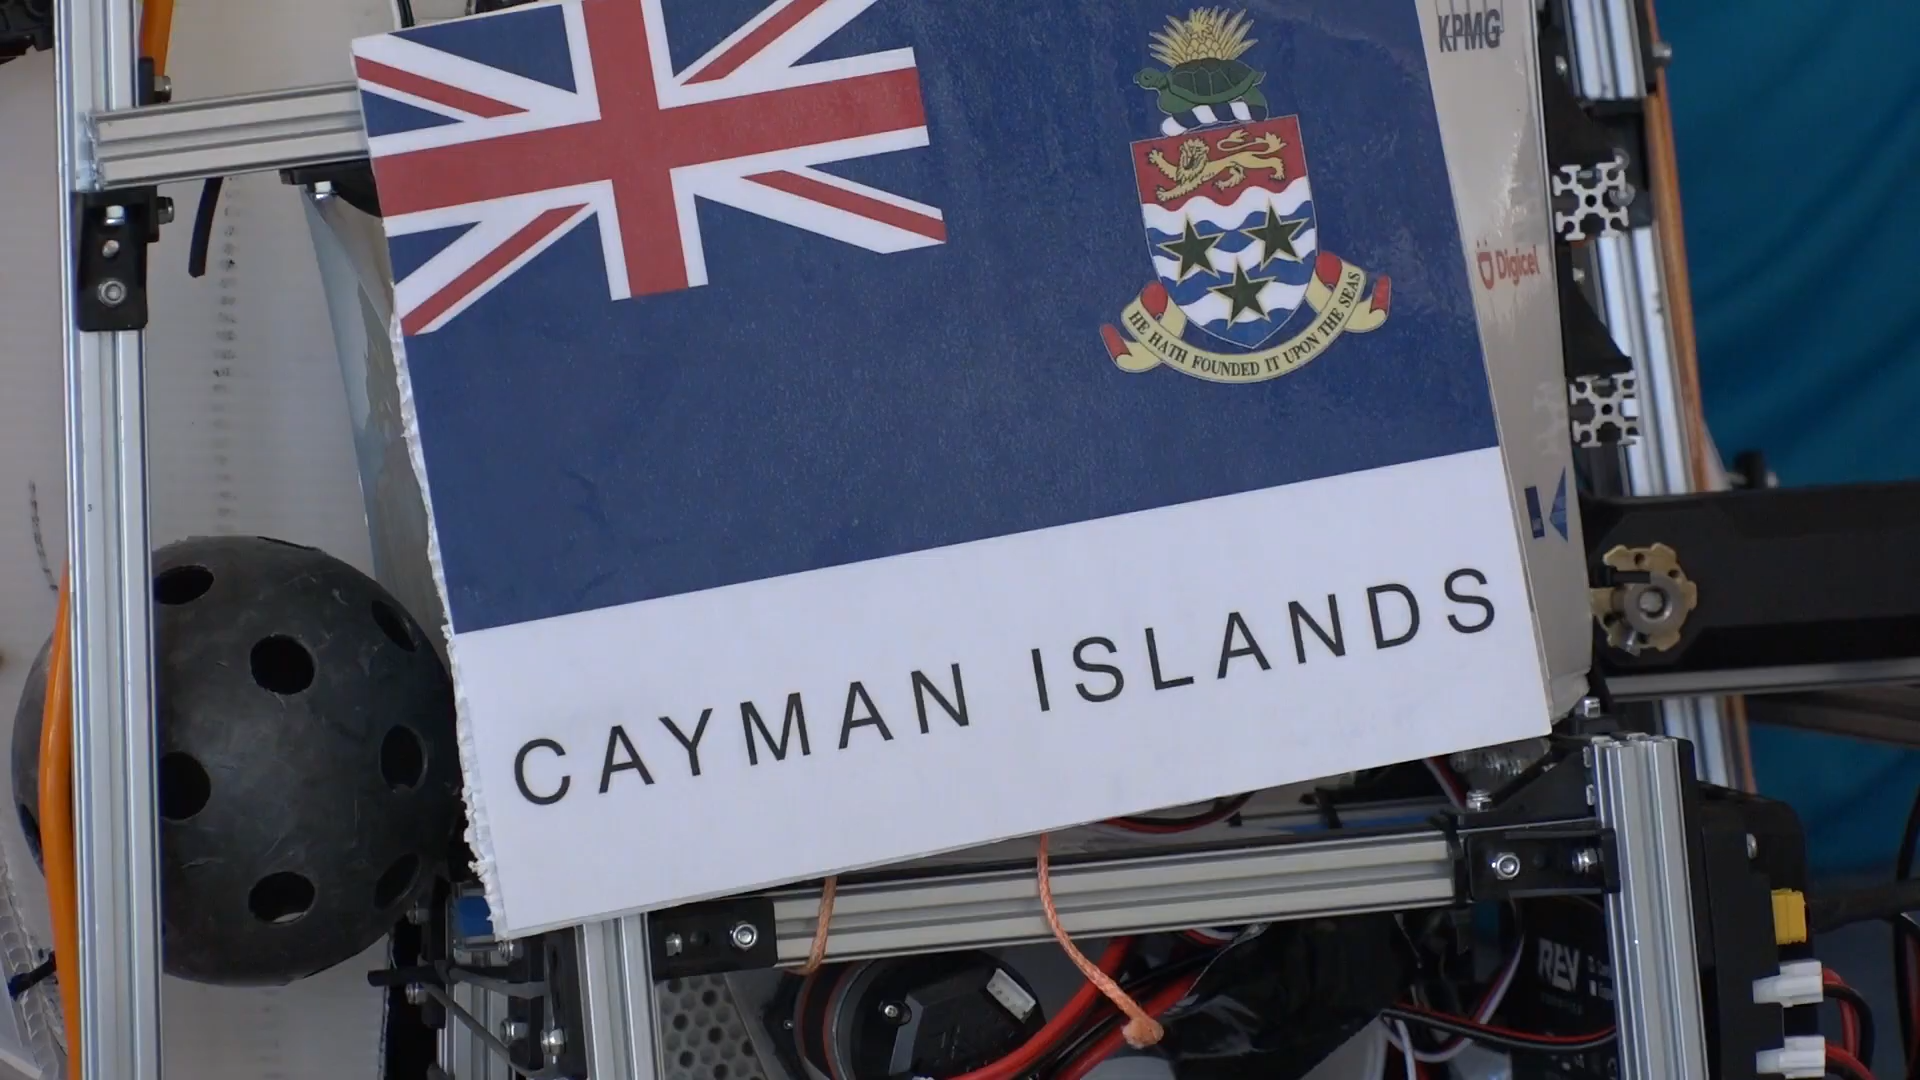 KPMG
Digicel
HE HATH FOUNDED IT UPON THE SEAS
CAYMAN ISLANDS
REV